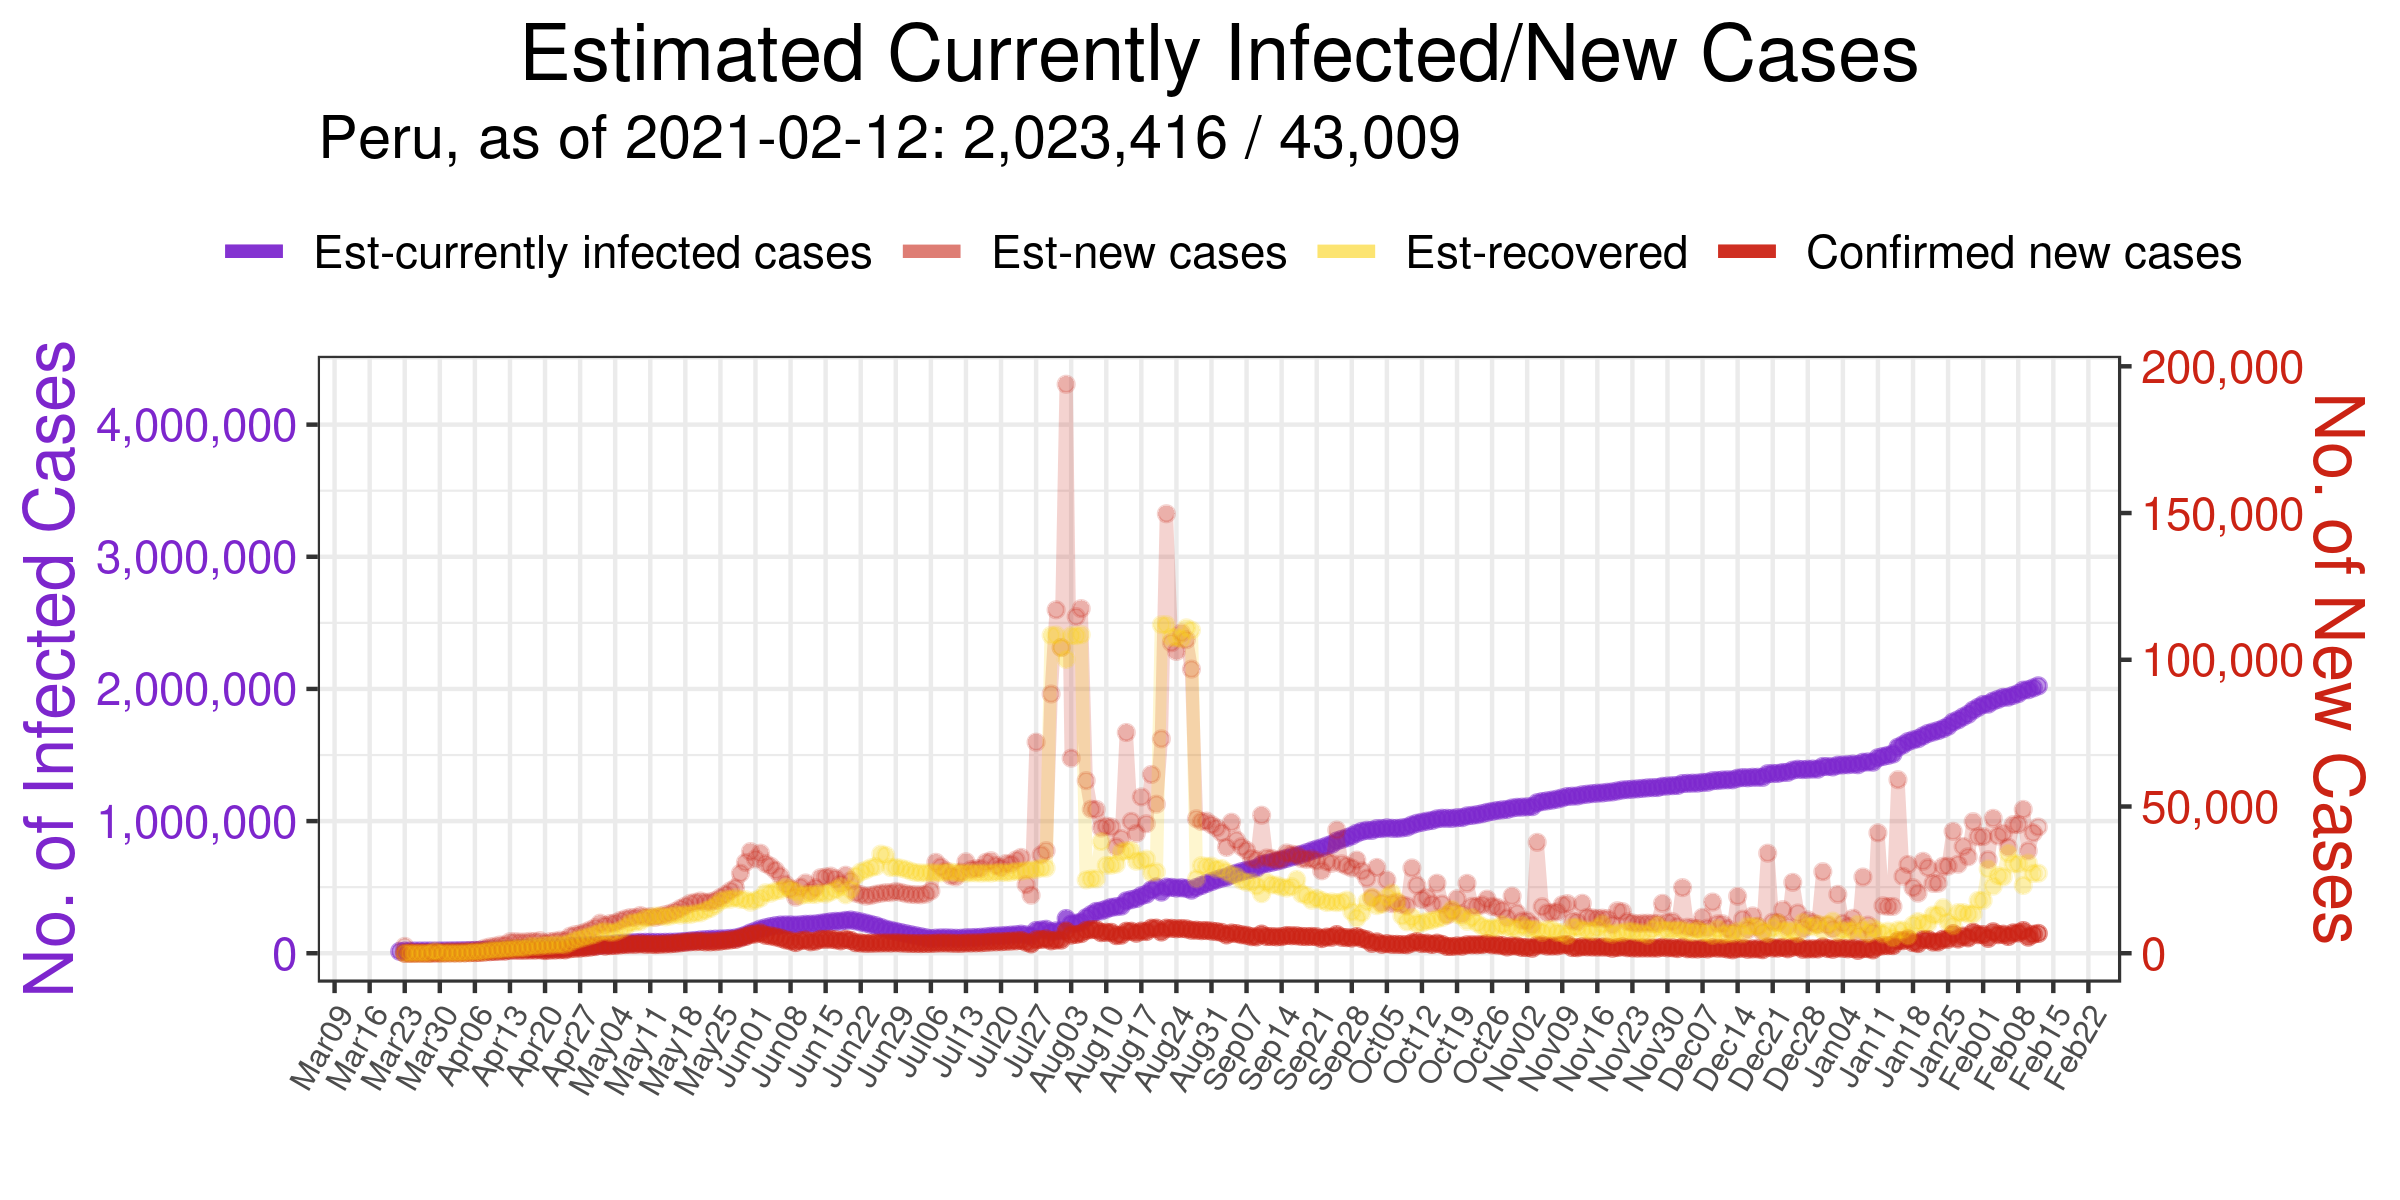 Estimated Currently Infected/New Cases
Peru, as of 2021-02-12: 2,023,416 / 43,009
Est-currently infected cases
Est-new cases
Est-recovered
Confirmed new cases
No. of Infected Cases
4,000,000
3,000,000
2,000,000
1,000,000
0
200,000
150,000
100,000
50,000
0
No. of New Cases
Mar09
Mar16
Mar23
Mar30
Apr06
Apr13
Apr20
Apr27
May04
May11
May18
May25
Jun01
Jun08
Jun15
Jun22
Jun29
Jul06
Jul13
Jul20
Jul27
Aug03
Aug10
Aug17
Aug24
Aug31
Sep07
Sep14
Sep21
Sep28
Oct05
Oct12
Oct19
Oct26
Nov02
Nov09
Nov16
Nov23
Nov30
Dec07
Dec14
Dec21
Dec28
Jan04
Jan11
Jan18
Jan25
Feb01
Feb08
Feb15
Feb22